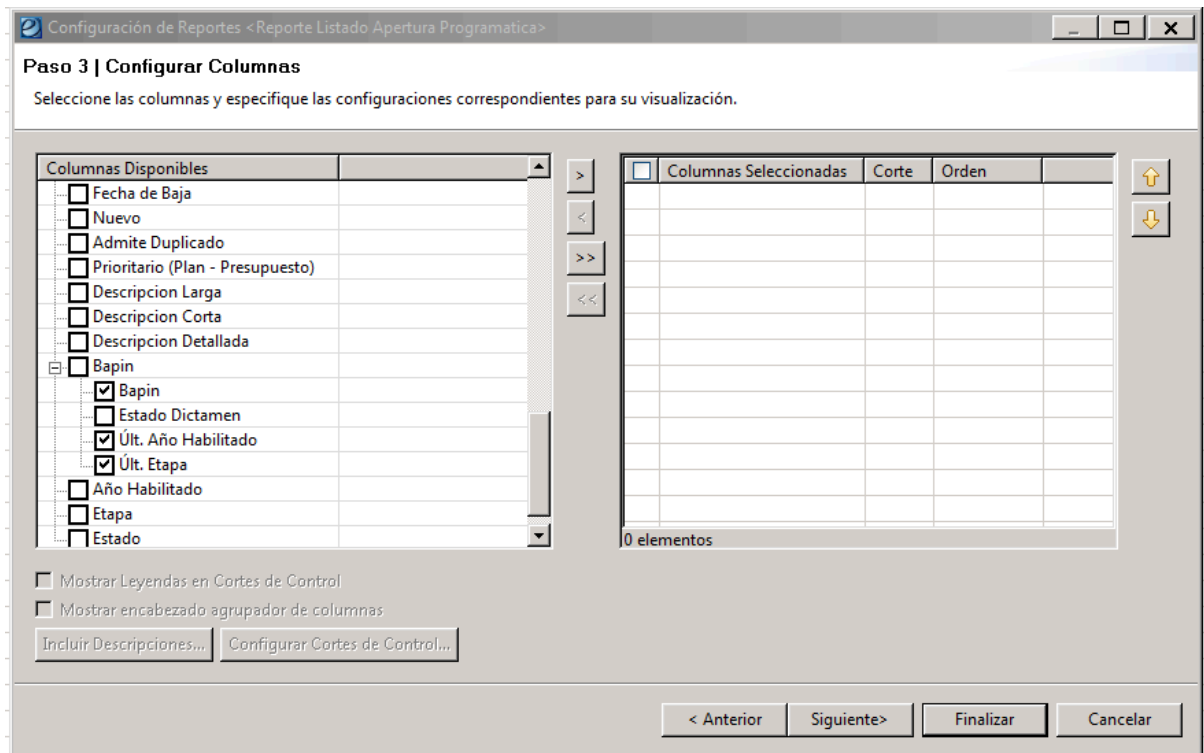 Configuración de Reportes <Reporte Listado Apertura Programatica>
Paso 3 | Configurar Columnas
Seleccione las columnas y especifique las configuraciones correspondientes para su visualización.
Columnas Disponibles
Fecha de Baja
Nuevo
Admite Duplicado
Prioritario (Plan - Presupuesto)
Descripcion Larga
Descripcion Corta
Descripcion Detallada
Bapin
Bapin
Estado Dictamen
Últ. Año Habilitado
Últ. Etapa
Año Habilitado
Etapa
Estado
>
<
>>
<<
Columnas Seleccionadas Corte Orden
0 elementos
Mostrar Leyendas en Cortes de Control
Mostrar encabezado agrupador de columnas
Incluir Descripciones... Configurar Cortes de Control...
< Anterior Siguiente> Finalizar Cancelar